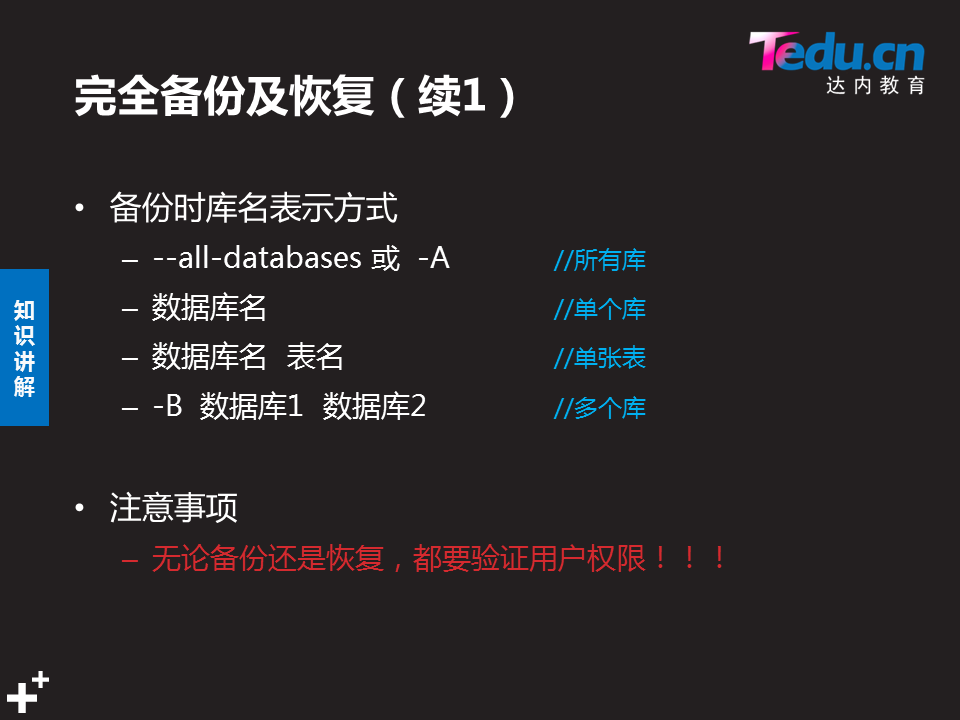 Tedu.cn
达内教育
完全备份及恢复（续1）
• 备份时库名表示方式
– --all-databases 或 -A //所有库
– 数据库名 //单个库
– 数据库名 表名 //单张表
– -B 数据库1 数据库2 //多个库
知识讲解
• 注意事项
– 无论备份还是恢复，都要验证用户权限！！！